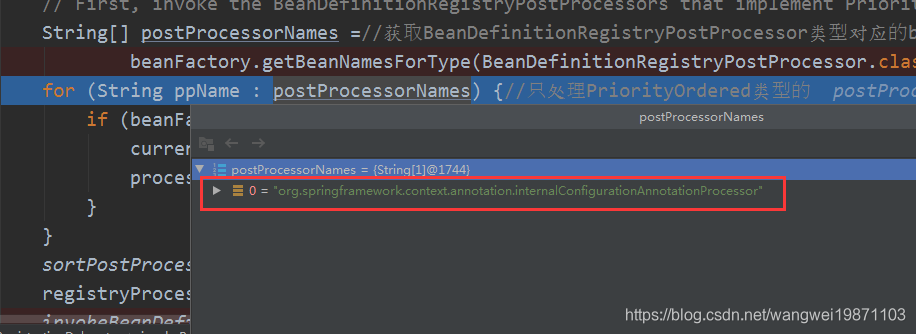 // First, invoke the BeanDefinitionRegistryPostProcessors that implement Priorit
String[] postProcessorNames =//获取BeanDefinitionRegistryPostProcessor类型对应的b
beanFactory.getBeanNamesForType(BeanDefinitionRegistryPostProcessor.clas
for (String ppName : postProcessorNames) {//只处理PriorityOrdered类型的 postProc
if (beanFa
postProcessorNames
curren
proces
postProcessorNames = {String[1]@1744}
0 = "org.springframework.context.annotation.internalConfigurationAnnotationProcessor"
}
}
sortPostProces
registryProces
invokeBeanDefi
https://blog.csdn.net/wangwei19871103